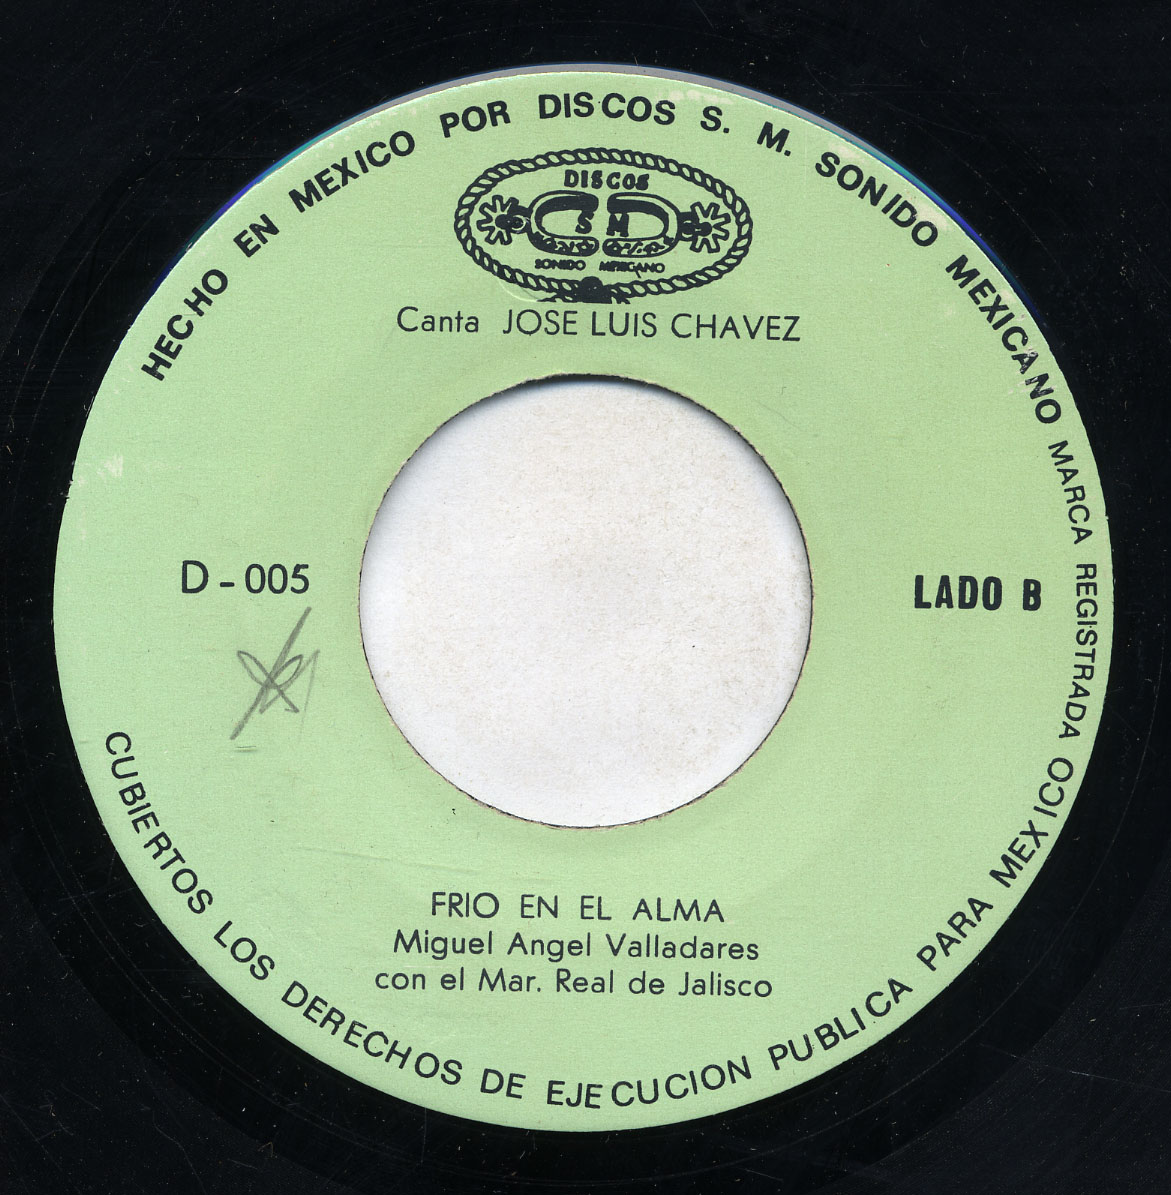 HECHO EN MEXICO POR DISCOS S. M. SONIDO MEXICANO MARCA REGISTRADA
DISCOS
S M
SONIDO MEXICANO
Canta JOSE LUIS CHAVEZ
D - 005
LADO B
FRIO EN EL ALMA
Miguel Angel Valladares
con el Mar. Real de Jalisco
CUBIERTOS LOS DERECHOS DE EJECUCION PUBLICA PARA MEXICO